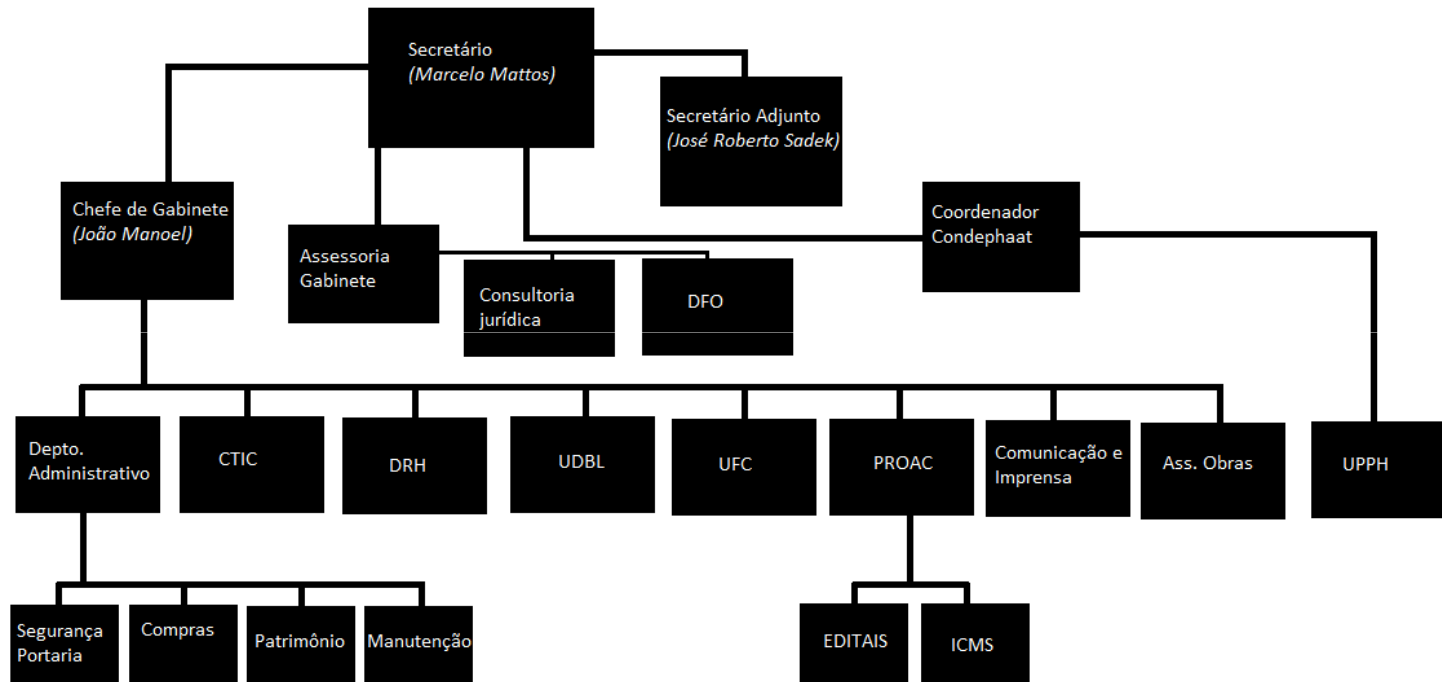 Secretário
(Marcelo Mattos)
Secretário Adjunto
(José Roberto Sadek)
Chefe de Gabinete
(João Manoel)
Coordenador
Condephaat
Assessoria
Gabinete
Consultoria
jurídica
DFO
Depto.
Administrativo
CTIC
DRH
UDBL
UFC
PROAC
Comunicação e
Imprensa
Ass. Obras
UPPH
Segurança
Portaria
Compras
Patrimônio
Manutenção
EDITAIS
ICMS